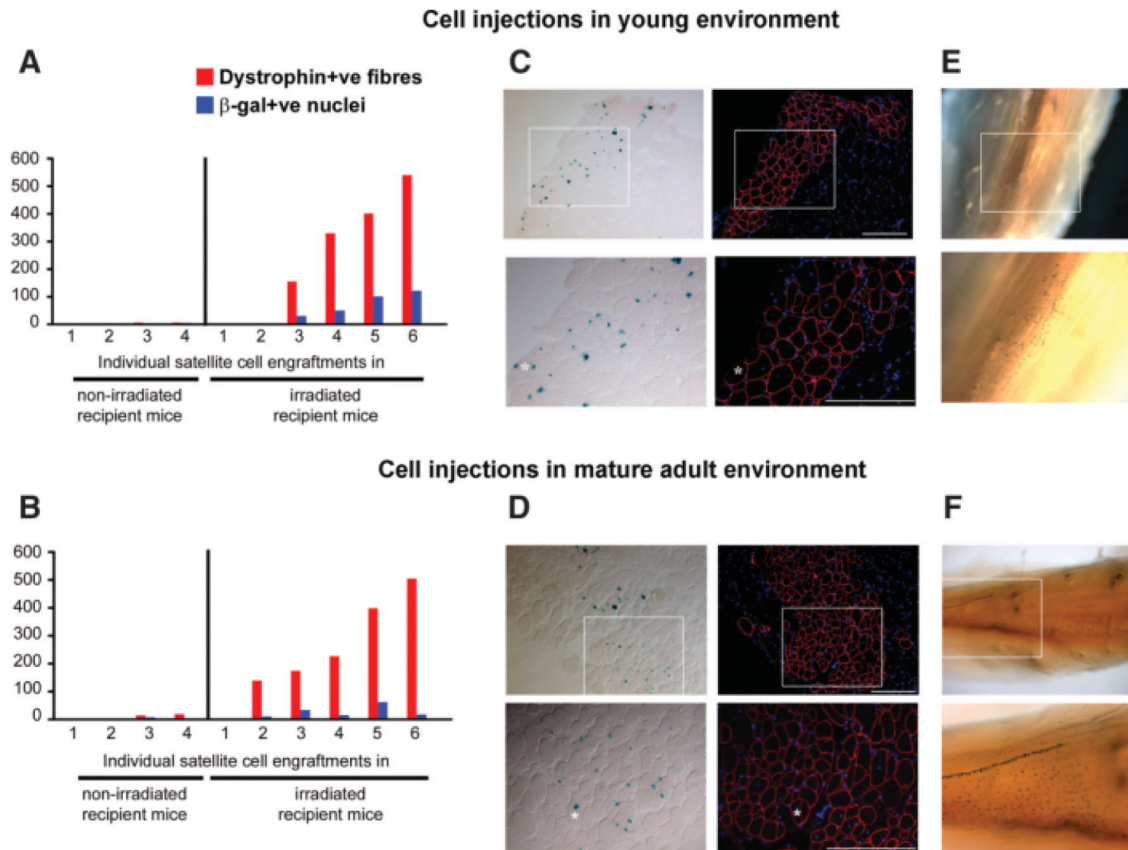 Cell injections in young environment
A
Dystrophin+ve fibres
β-gal+ve nuclei
600
500
400
300
200
100
0
1 2 3 4 1 2 3 4 5 6
Individual satellite cell engraftments in
non-irradiated
recipient mice
irradiated
recipient mice
C
*
*
E
Cell injections in mature adult environment
B
600
500
400
300
200
100
0
1 2 3 4 1 2 3 4 5 6
Individual satellite cell engraftments in
non-irradiated
recipient mice
irradiated
recipient mice
D
*
*
F